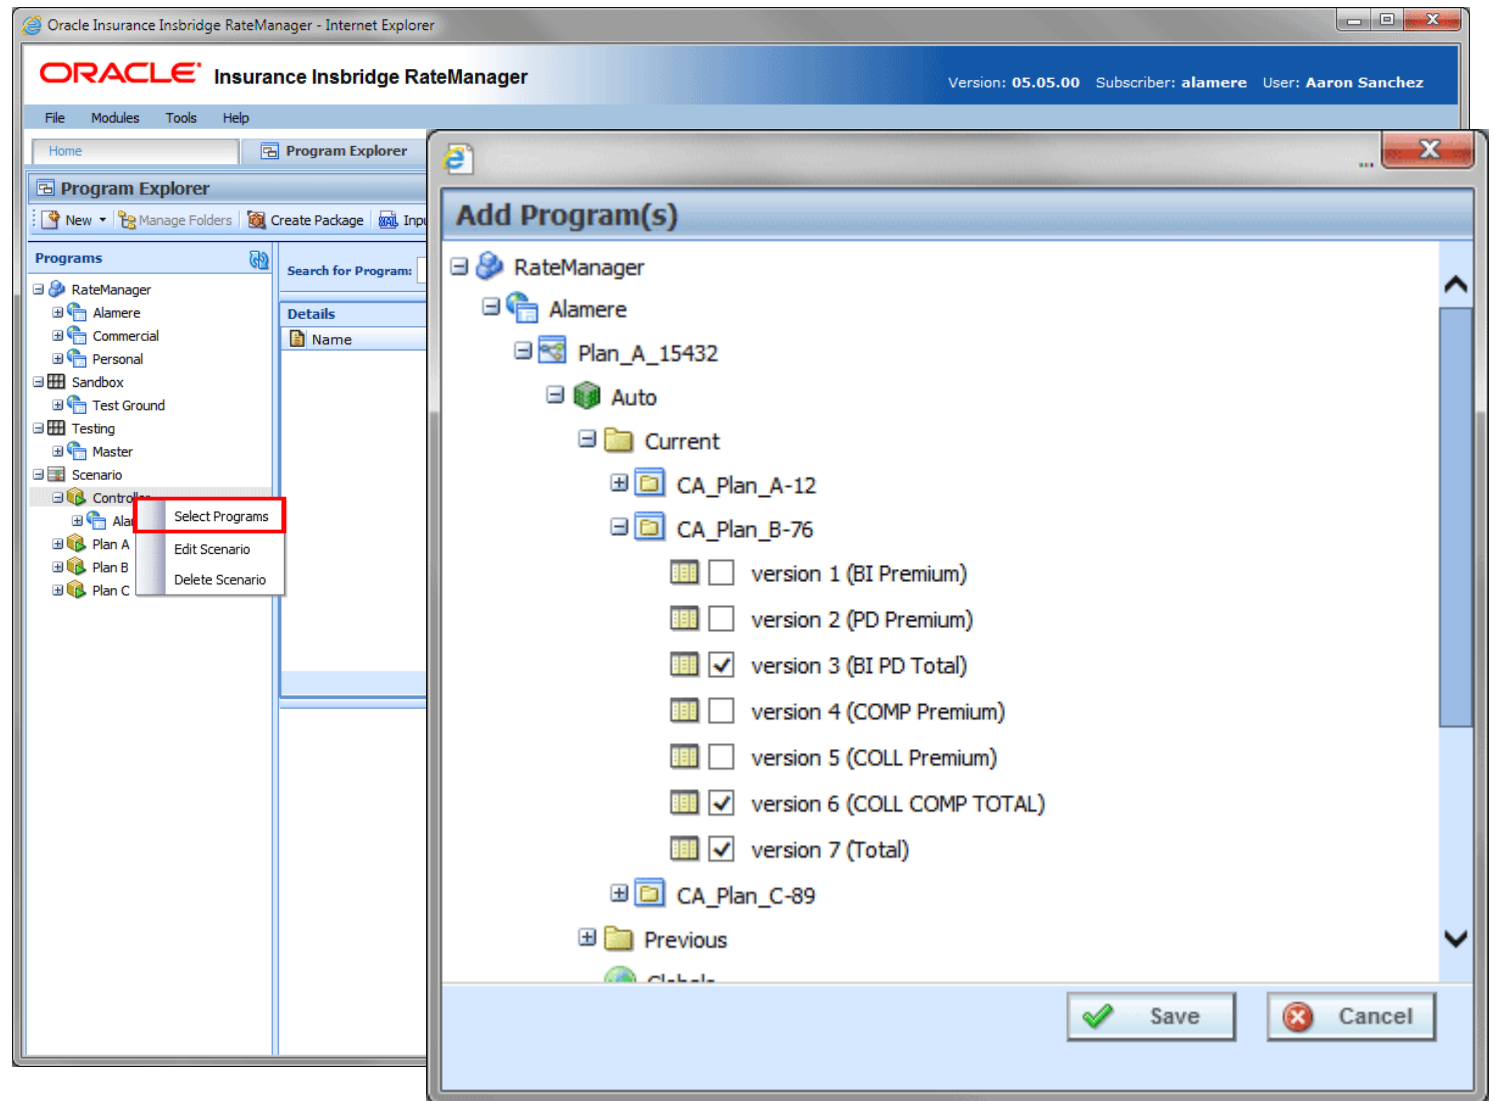 Oracle Insurance Insbridge RateManager - Internet Explorer
ORACLE Insurance Insbridge RateManager
Version: 05.05.00 Subscriber: alamere User: Aaron Sanchez
File Modules Tools Help
Home Program Explorer
Program Explorer
New Manage Folders Create Package
Programs
Search for Program:
RateManager
Alamere
Commercial
Personal
Sandbox
Test Ground
Testing
Master
Scenario
Controller
Plan A
Plan B
Plan C
Details
Name
Select Programs
Edit Scenario
Delete Scenario
...
Add Program(s)
RateManager
Alamere
Plan_A_15432
Auto
Current
CA_Plan_A-12
CA_Plan_B-76
version 1 (BI Premium)
version 2 (PD Premium)
version 3 (BI PD Total)
version 4 (COMP Premium)
version 5 (COLL Premium)
version 6 (COLL COMP TOTAL)
version 7 (Total)
CA_Plan_C-89
Previous
Globals
Save Cancel